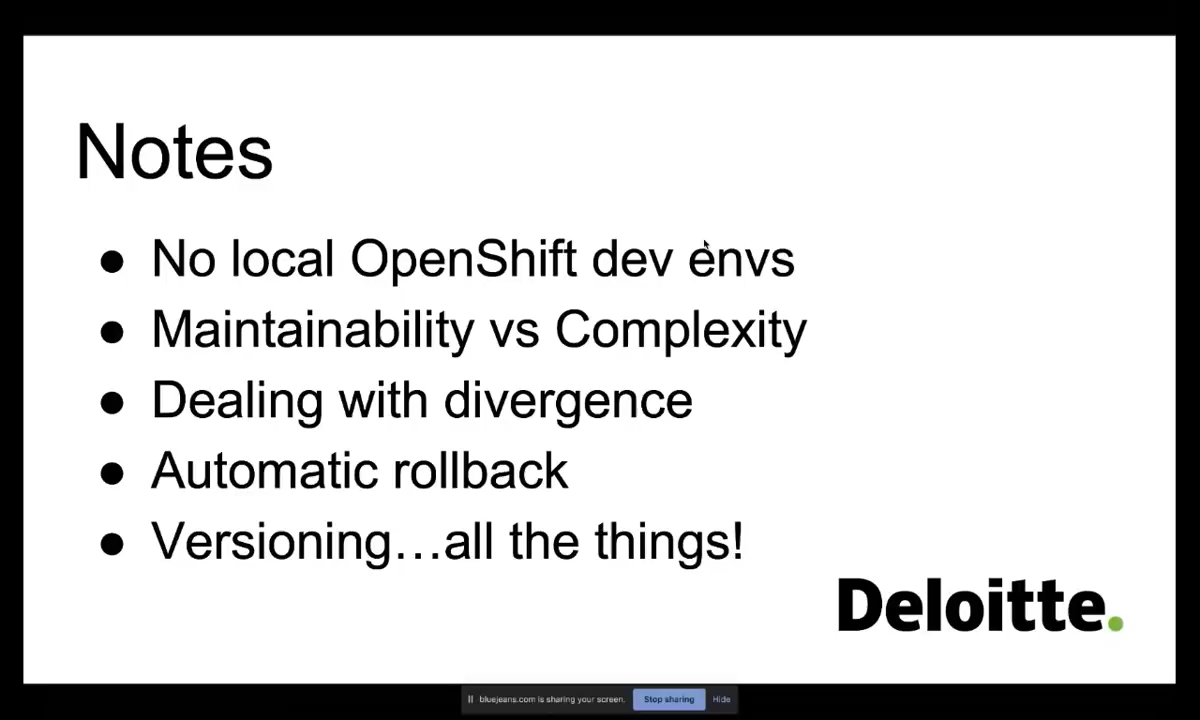 Notes
● No local OpenShift dev envs
● Maintainability vs Complexity
● Dealing with divergence
● Automatic rollback
● Versioning…all the things!
Deloitte.
bluejeans.com is sharing your screen. Stop sharing Hide